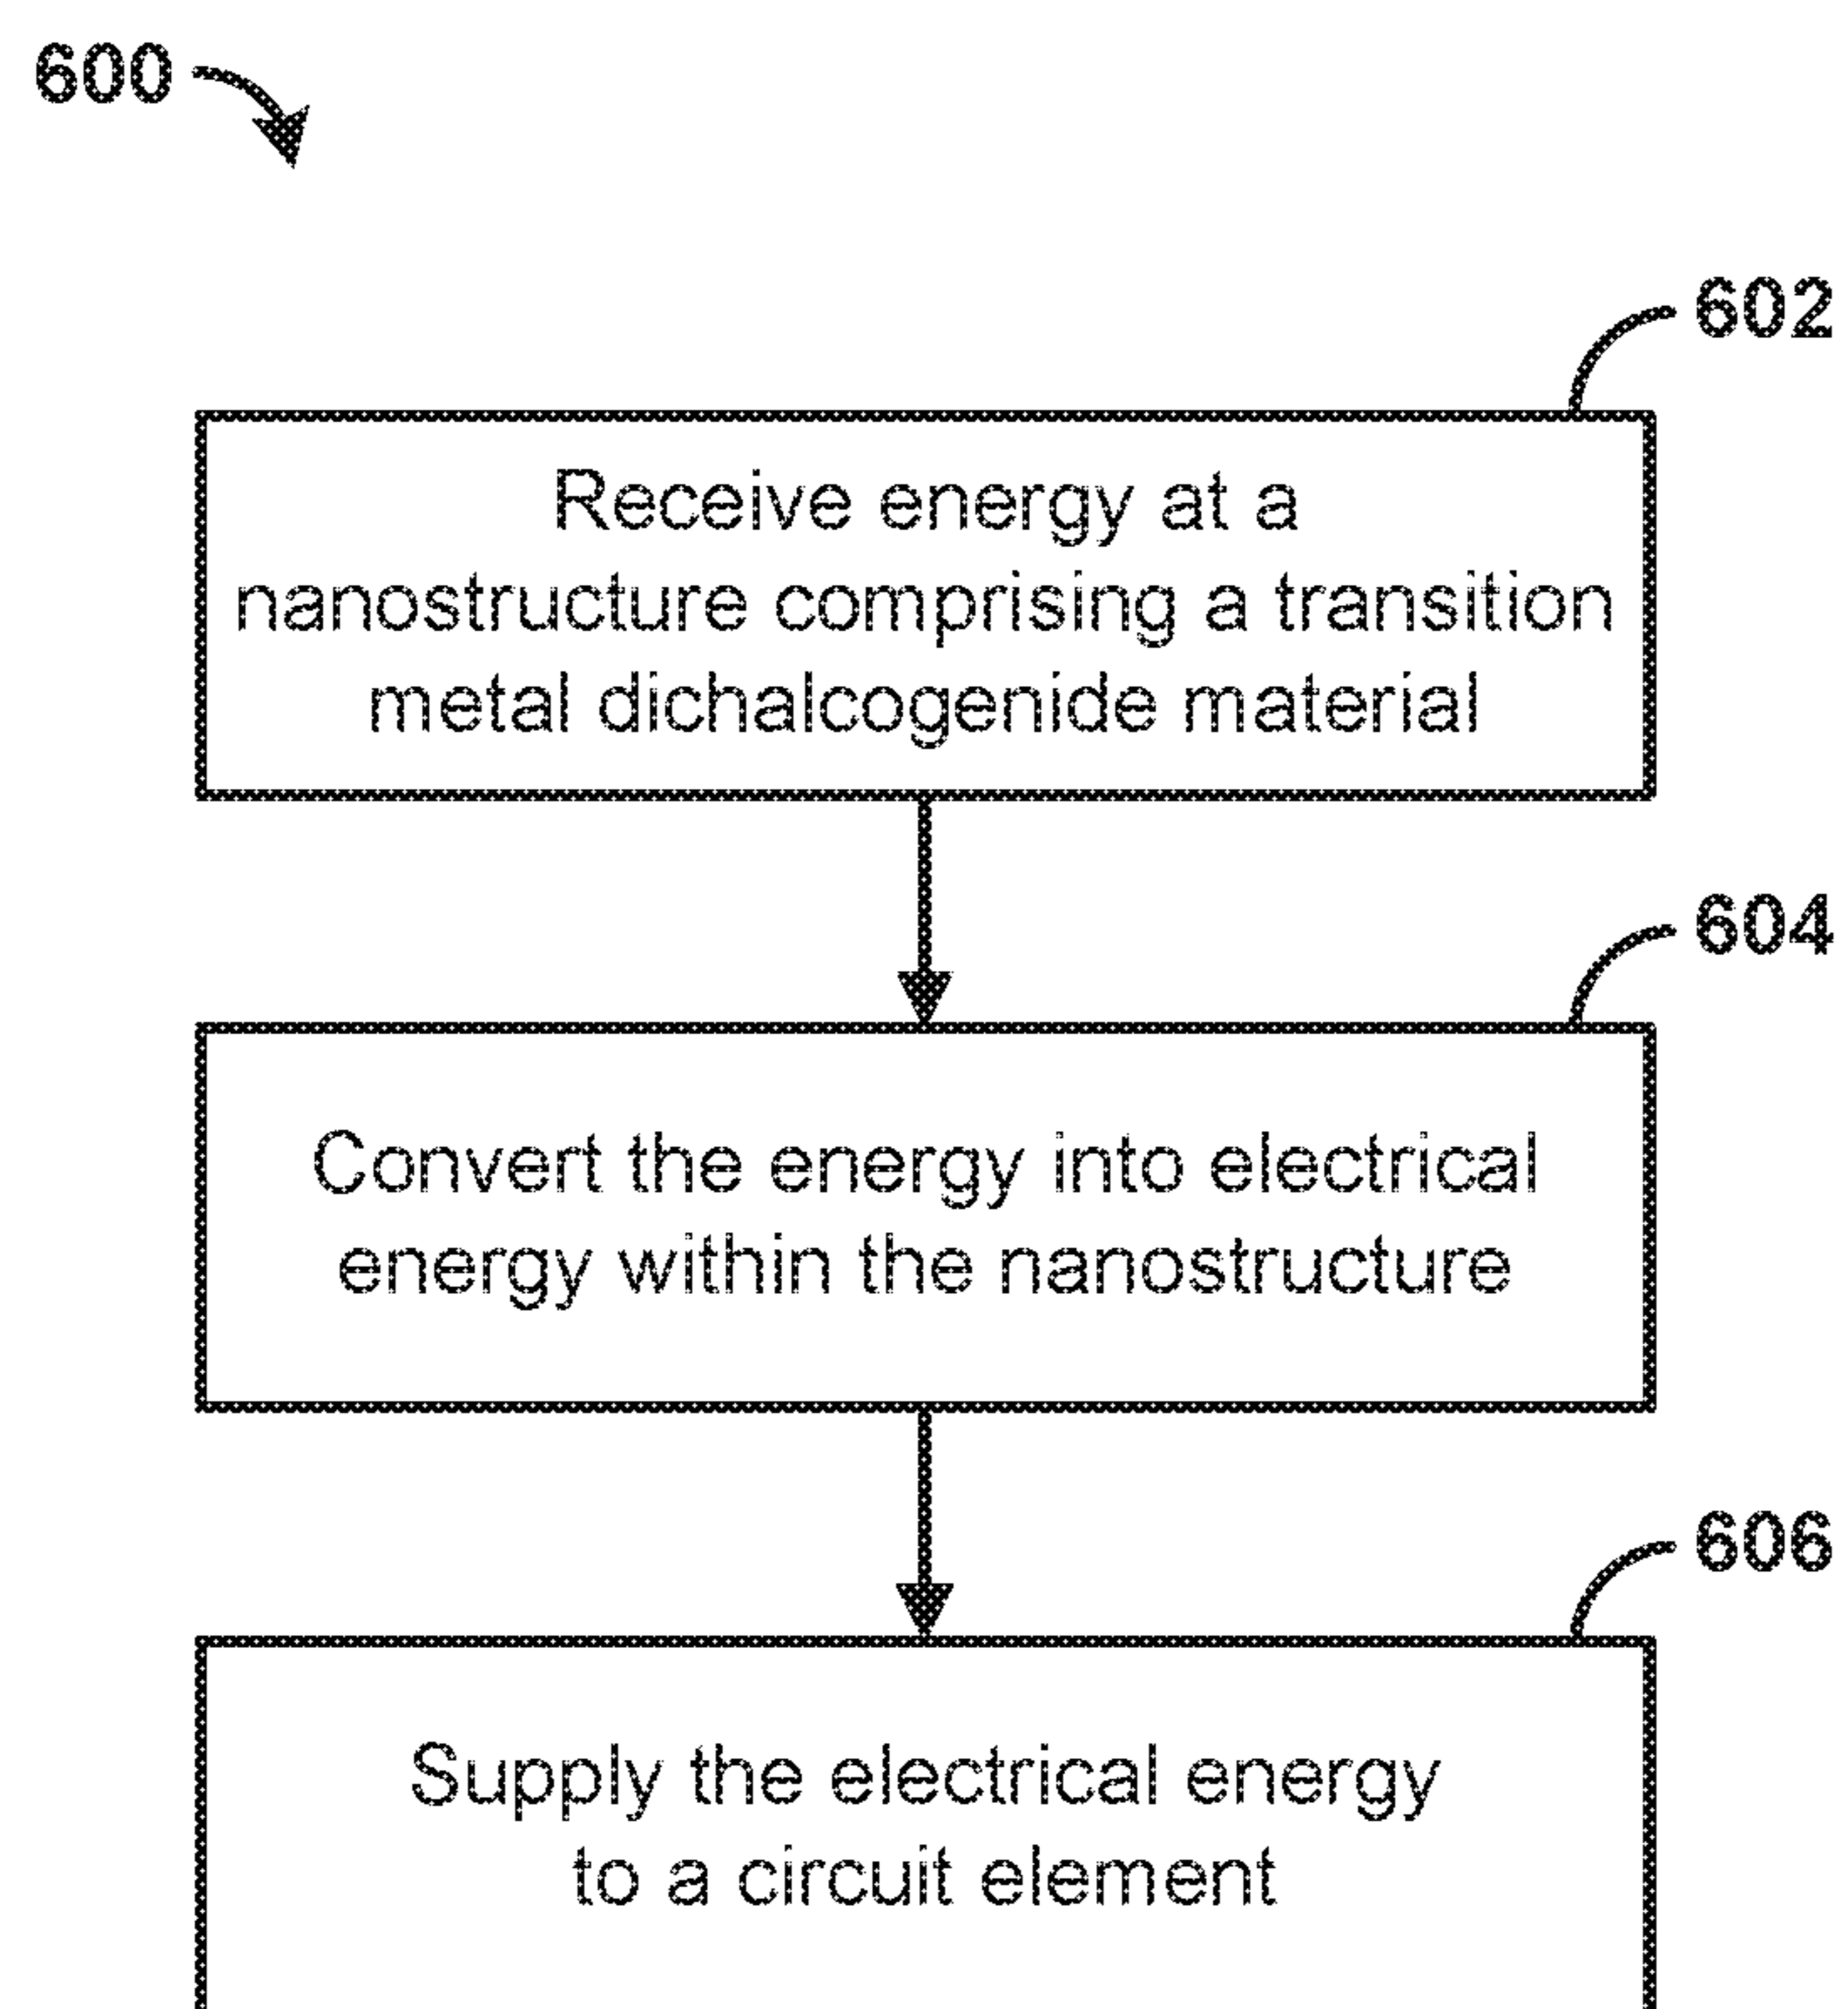 600
602
Receive energy at a
nanostructure comprising a transition
metal dichalcogenide material
604
Convert the energy into electrical
energy within the nanostructure
606
Supply the electrical energy
to a circuit element